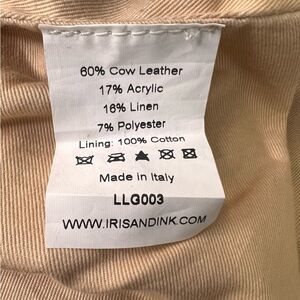 60% Cow Leather
17% Acrylic
16% Linen
7% Polyester
Lining: 100% Cotton
Made in Italy
LLG003
WWW.IRISANDINK.COM